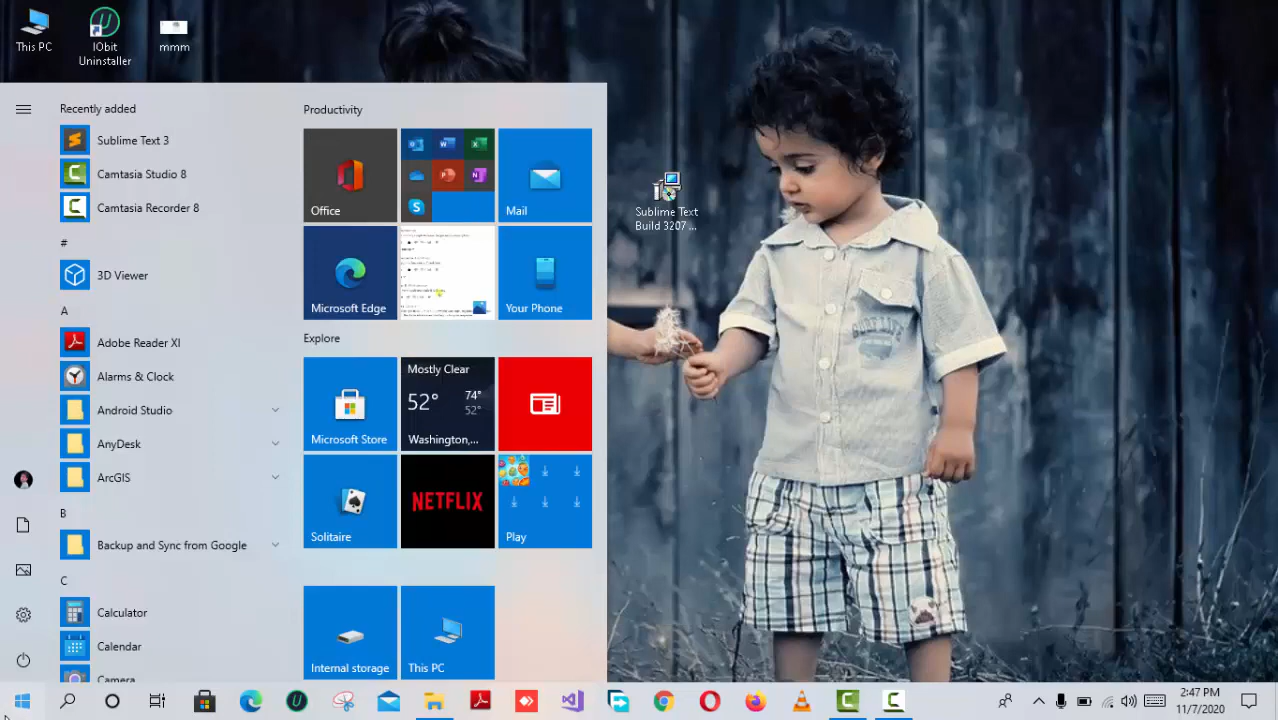 This PC
IObit
Uninstaller
mmm
Recently added
Sublime Text 3
Camtasia Studio 8
Camtasia Recorder 8
#
3D Viewer
A
Adobe Reader XI
Alarms & Clock
Android Studio
AnyDesk
ArcGIS
B
Backup and Sync from Google
C
Calculator
Calendar
Camera
Productivity
Office
Mail
Microsoft Edge
Your Phone
Explore
Microsoft Store
Mostly Clear
52° 74°
52°
Washington,...
Solitaire
NETFLIX
Play
Internal storage
This PC
Sublime Text
Build 3207 ...
2:47 PM
11/7/2020